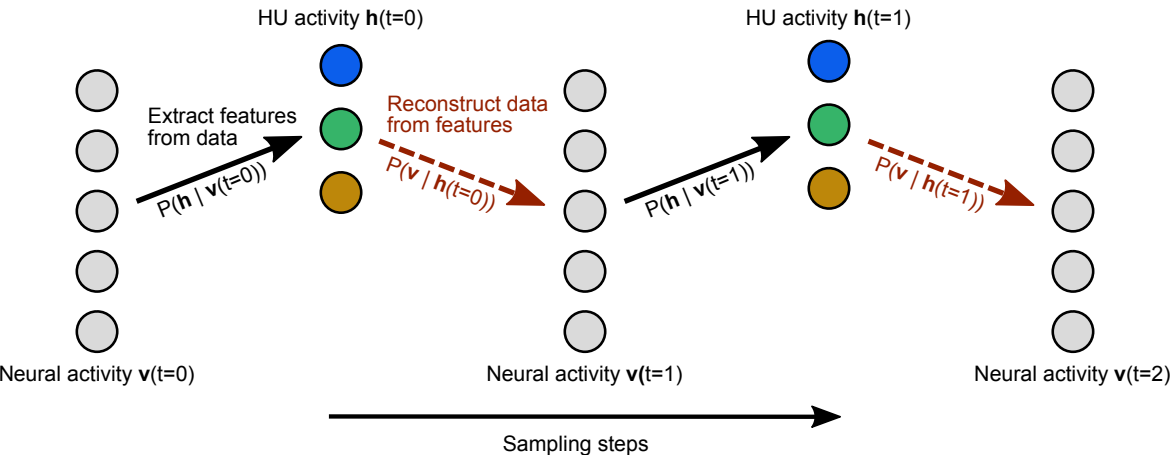 HU activity h(t=0)
HU activity h(t=1)
Extract features
from data
Reconstruct data
from features
P(h | v(t=0))
P(v | h(t=0))
P(h | v(t=1))
P(v | h(t=1))
Neural activity v(t=0)
Neural activity v(t=1)
Neural activity v(t=2)
Sampling steps